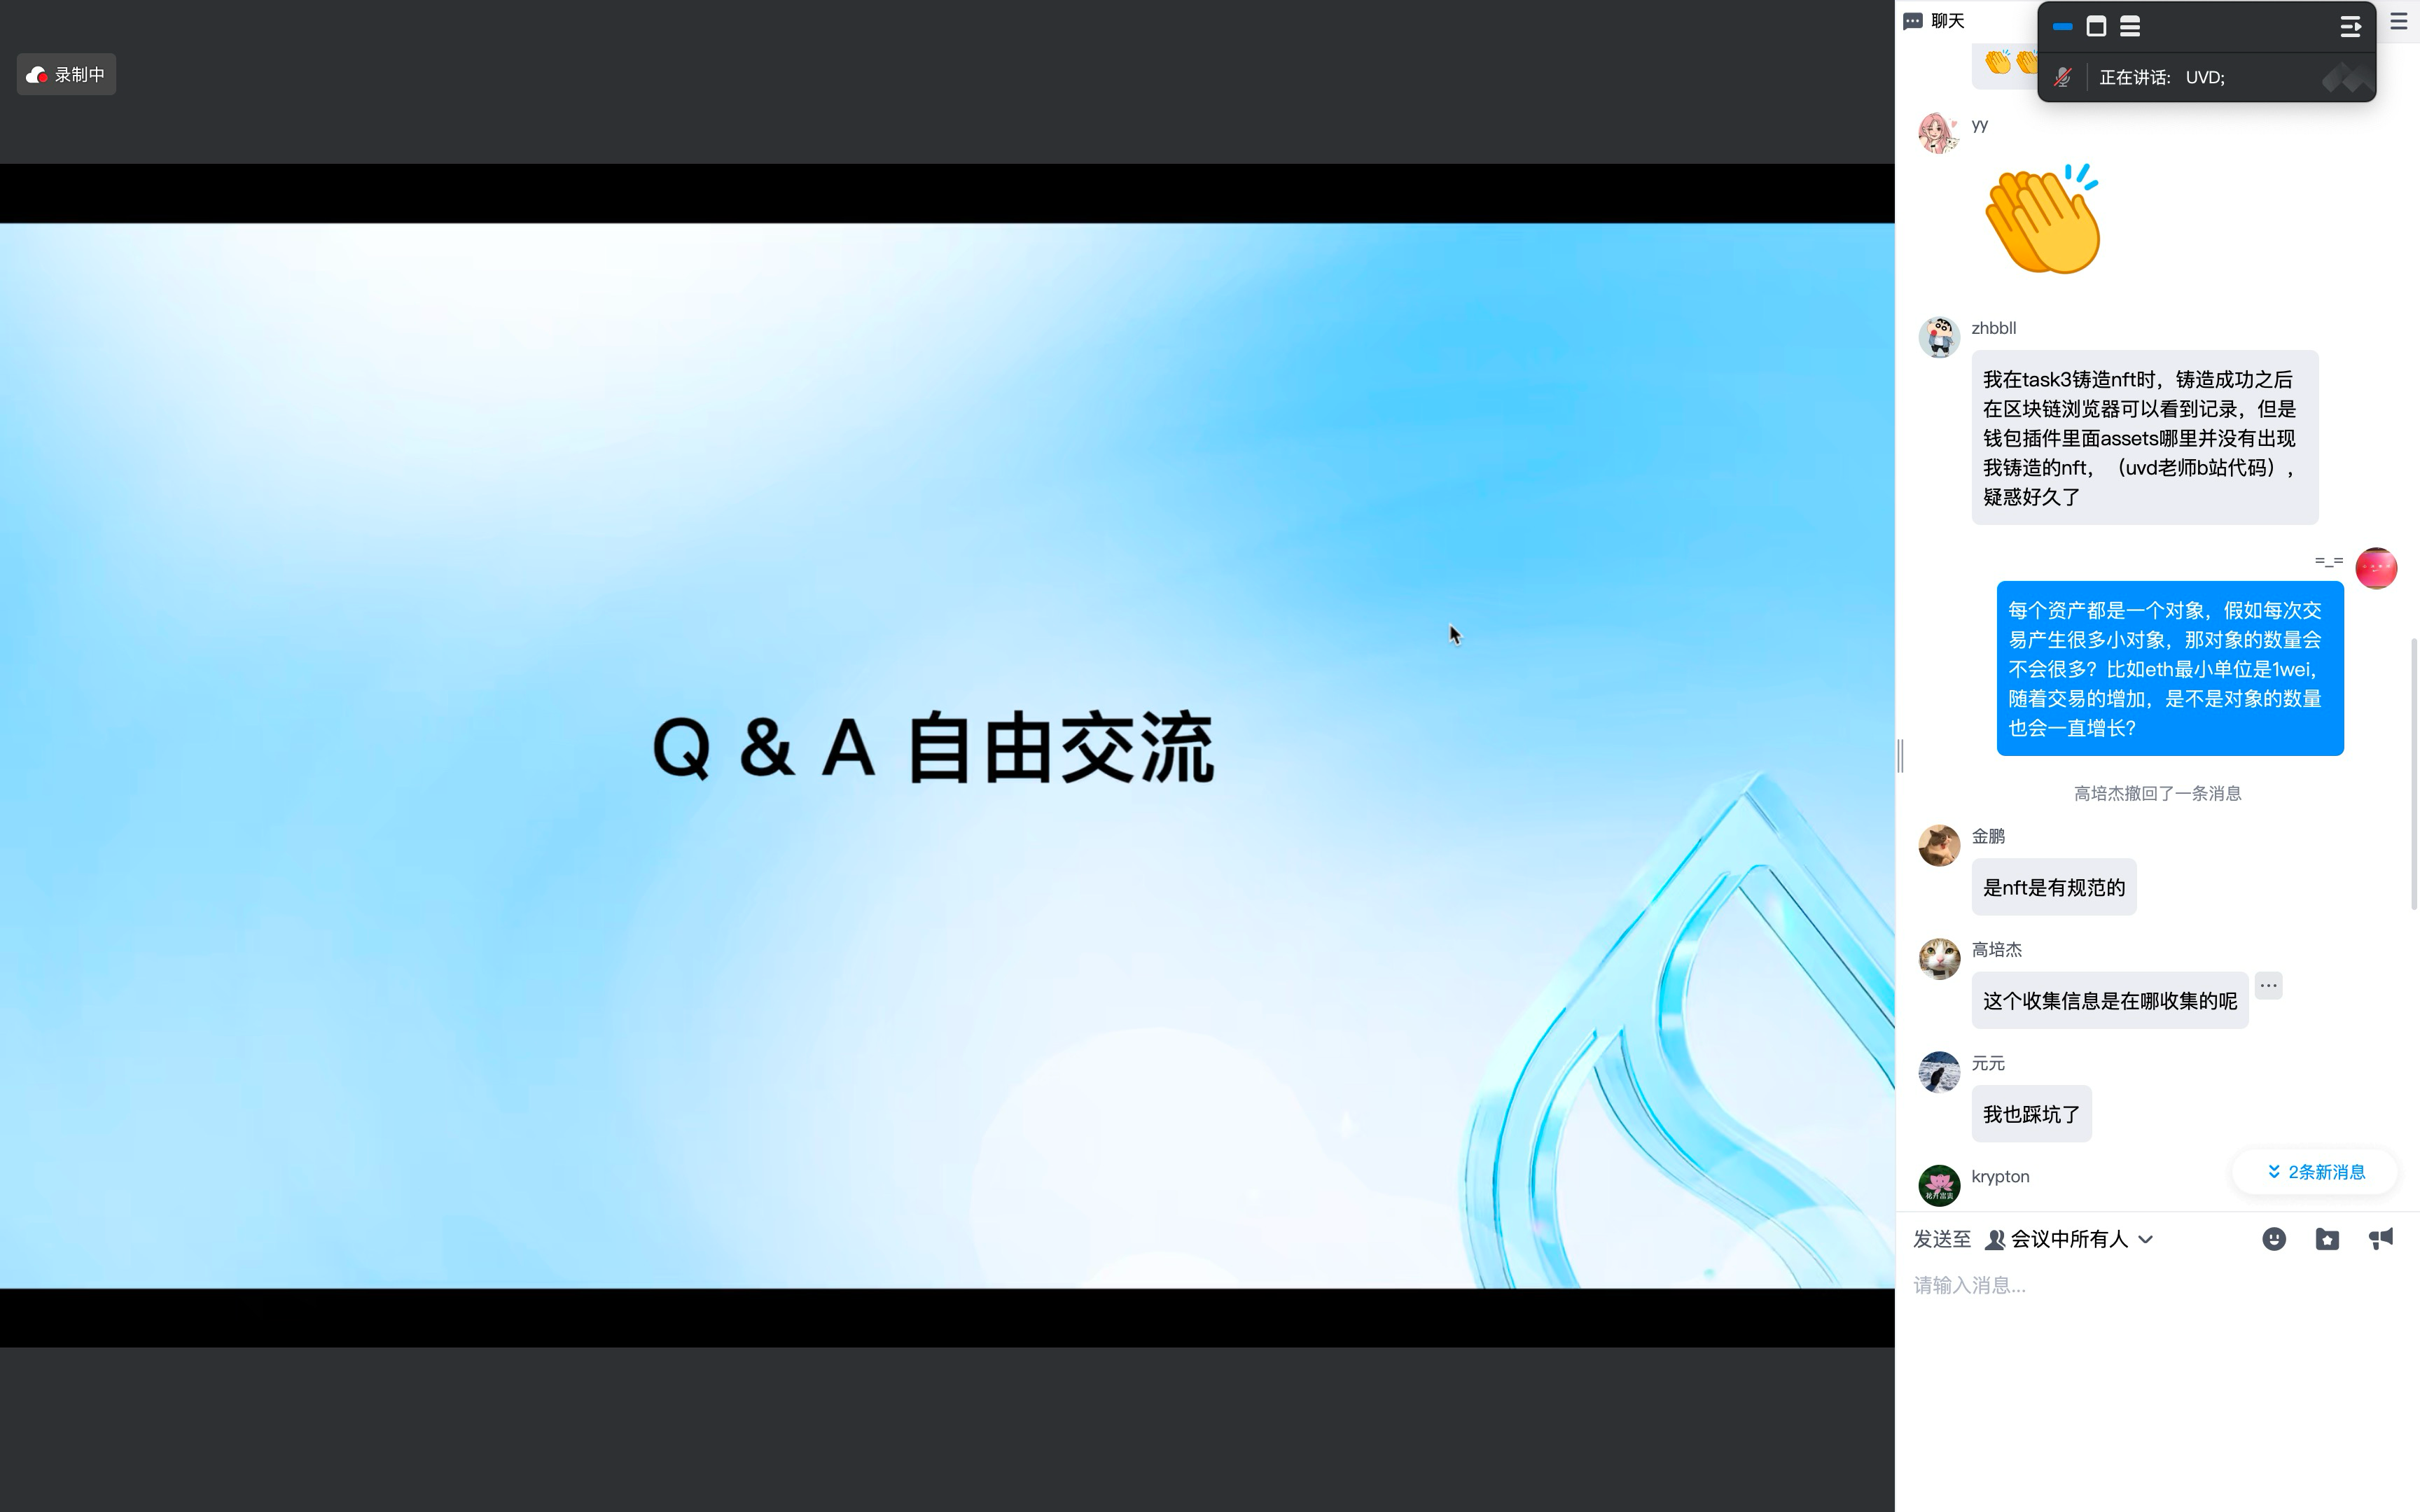 录制中
Q & A 自由交流
聊天
正在讲话: UVD;
yy
zhbbll
我在task3铸造nft时，铸造成功之后
在区块链浏览器可以看到记录，但是
钱包插件里面assets哪里并没有出现
我铸造的nft，（uvd老师b站代码），
疑惑好久了
=_=
每个资产都是一个对象，假如每次交
易产生很多小对象，那对象的数量会
不会很多？比如eth最小单位是1wei,
随着交易的增加，是不是对象的数量
也会一直增长？
高培杰撤回了一条消息
金鹏
是nft是有规范的
高培杰
这个收集信息是在哪收集的呢
元元
我也踩坑了
krypton
2条新消息
发送至 会议中所有人
请输入消息...